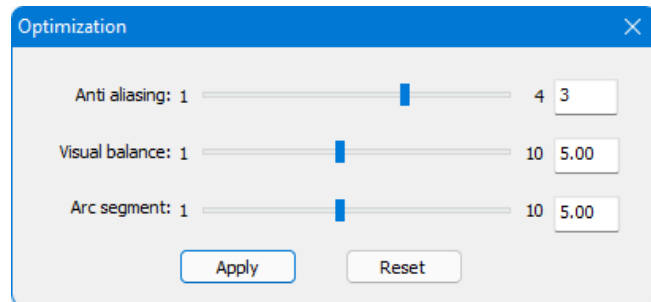 Optimization
Anti aliasing: 1 4 3
Visual balance: 1 10 5.00
Arc segment: 1 10 5.00
Apply Reset